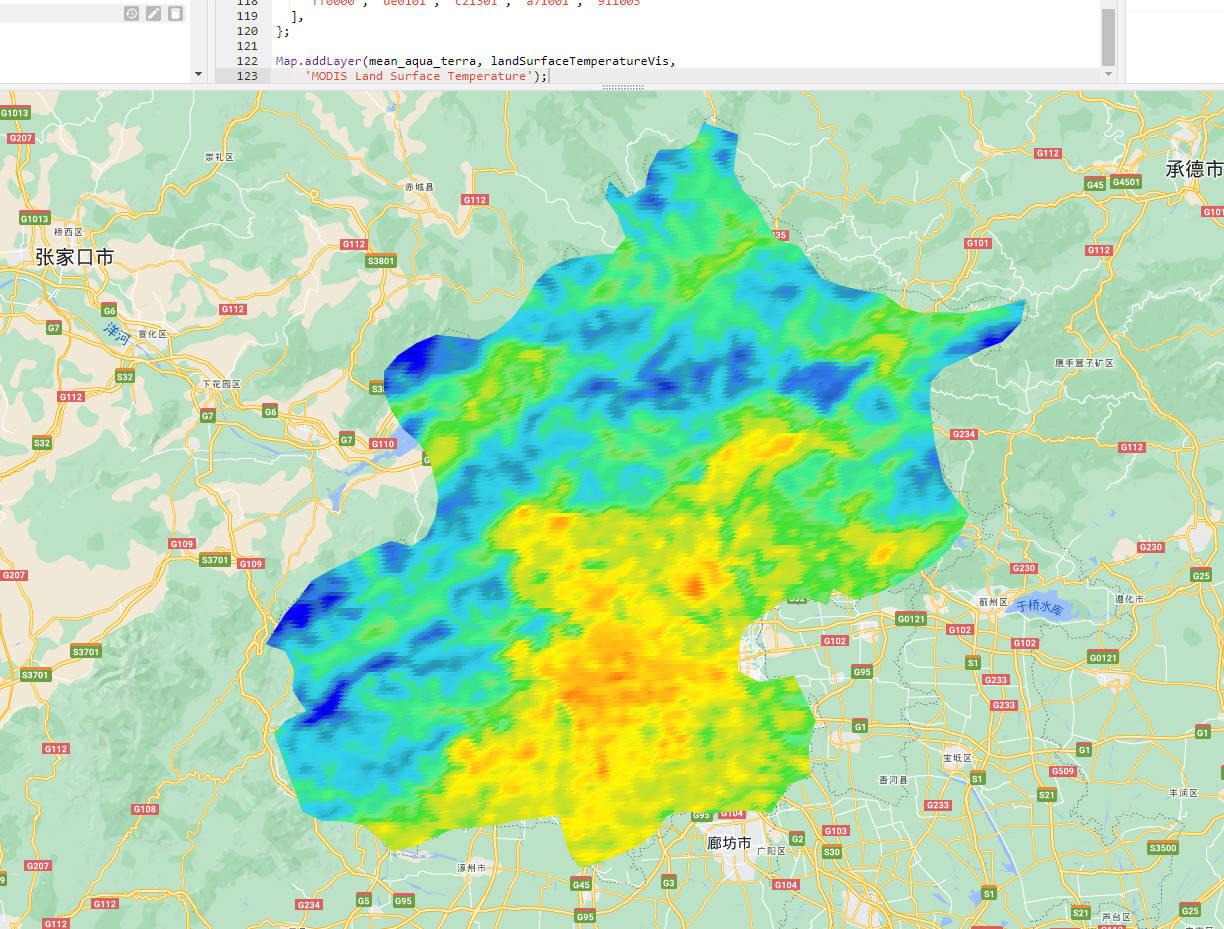 118
'ff0000', 'de0101', 'c21301', 'a71001', '911003'
119 ],
120 };
121
122 Map.addLayer(mean_aqua_terra, landSurfaceTemperatureVis,
123 'MODIS Land Surface Temperature');
G1013
G207
崇礼区
G112
承德市
G45
G4501
赤城县
G112
G101
G1013
桥西区
G112
G101
G112
张家口市
S3801
G6
G112
G7
洋河
宣化区
鹰手营子矿区
S32
下花园区
G112
G7
G6
G7
G110
G234
S32
G112
G109
G230
S3701
G109
G207
G230
G25
蓟州区
于桥水库
遵化市
G0121
G102
G102
G102
S3701
G0121
S1
G95
S3701
G233
G233
G1
G1
G112
G1
宝坻区
G509
香河县
S1
S21
丰润区
G233
G108
G95
G104
G103
廊坊市
G2
广阳区
S30
S3500
G207
涿州市
G45
G3
G104
G5
G95
S1
G112
G234
G95
S21
芦台区
G25
G112